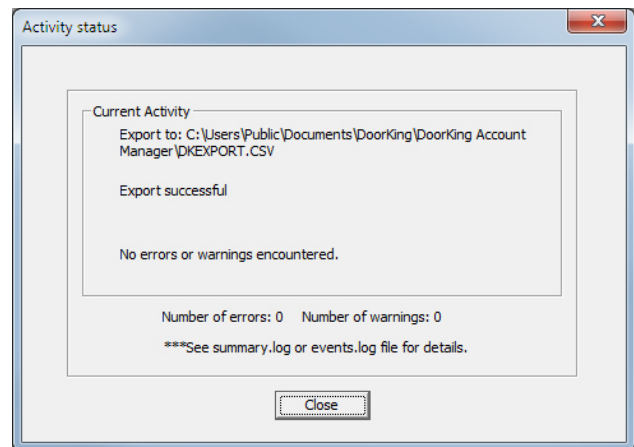 Activity status
Current Activity
Export to: C:\Users\Public\Documents\DoorKing\DoorKing Account
Manager\DKEXPORT.CSV
Export successful
No errors or warnings encountered.
Number of errors: 0 Number of warnings: 0
***See summary.log or events.log file for details.
Close